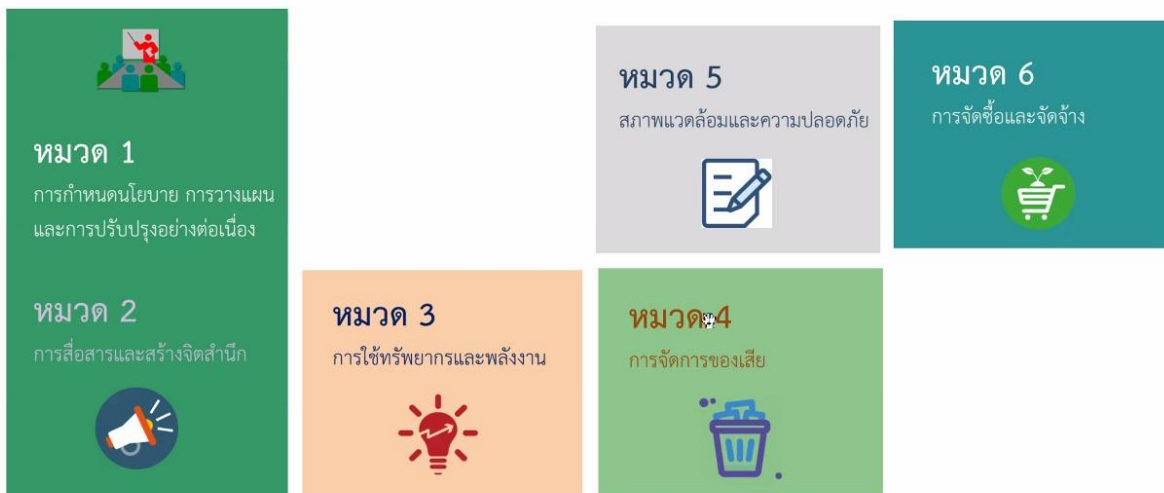 หมวด 1
การกำหนดนโยบาย การวางแผน
และการปรับปรุงอย่างต่อเนื่อง
หมวด 2
การสื่อสารและสร้างจิตสำนึก
หมวด 3
การใช้ทรัพยากรและพลังงาน
หมวด 4
การจัดการของเสีย
หมวด 5
สภาพแวดล้อมและความปลอดภัย
หมวด 6
การจัดซื้อและจัดจ้าง